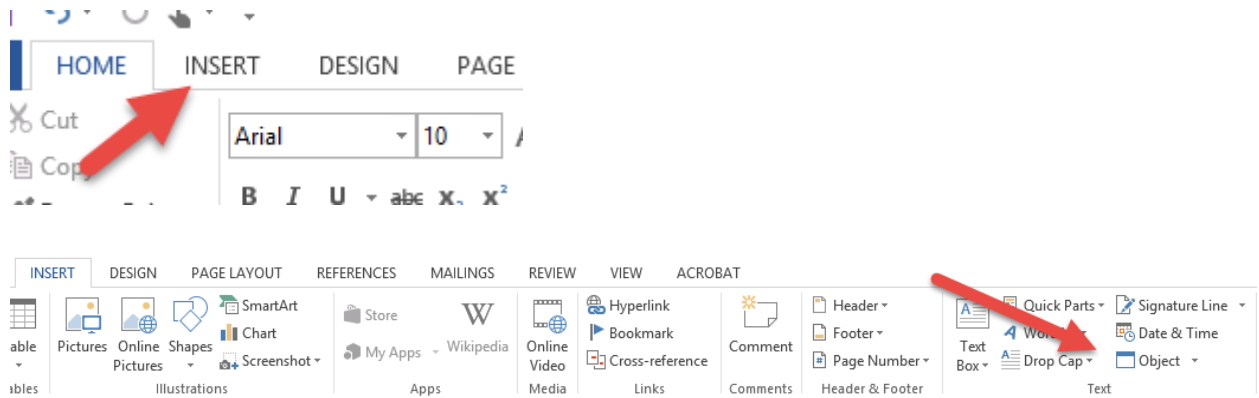 HOME INSERT DESIGN PAGE
Cut
Arial 10
B I U abc X₂ X²
INSERT DESIGN PAGE LAYOUT REFERENCES MAILINGS REVIEW VIEW ACROBAT
SmartArt Hyperlink Header Quick Parts Signature Line
Store
Chart Bookmark Footer Date & Time
Pictures Online Shapes My Apps Wikipedia Online Comment Text
Pictures Screenshot Video Cross-reference Page Number Box Drop Cap Object
Illustrations Apps Media Links Comments Header & Footer Text